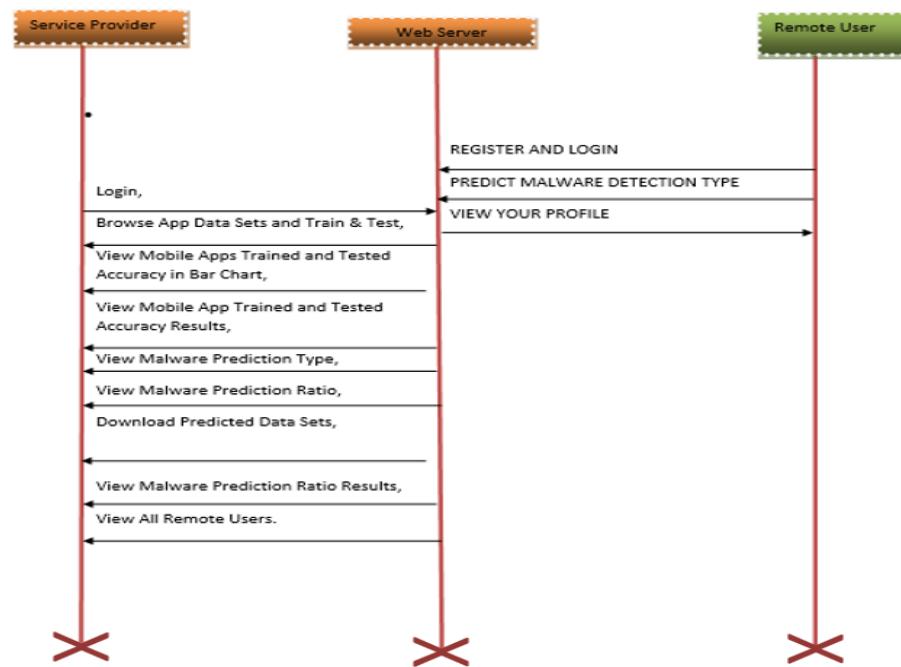 Service Provider
Web Server
Remote User
REGISTER AND LOGIN
PREDICT MALWARE DETECTION TYPE
VIEW YOUR PROFILE
Login,
Browse App Data Sets and Train & Test,
View Mobile Apps Trained and Tested
Accuracy in Bar Chart,
View Mobile App Trained and Tested
Accuracy Results,
View Malware Prediction Type,
View Malware Prediction Ratio,
Download Predicted Data Sets,
View Malware Prediction Ratio Results,
View All Remote Users.